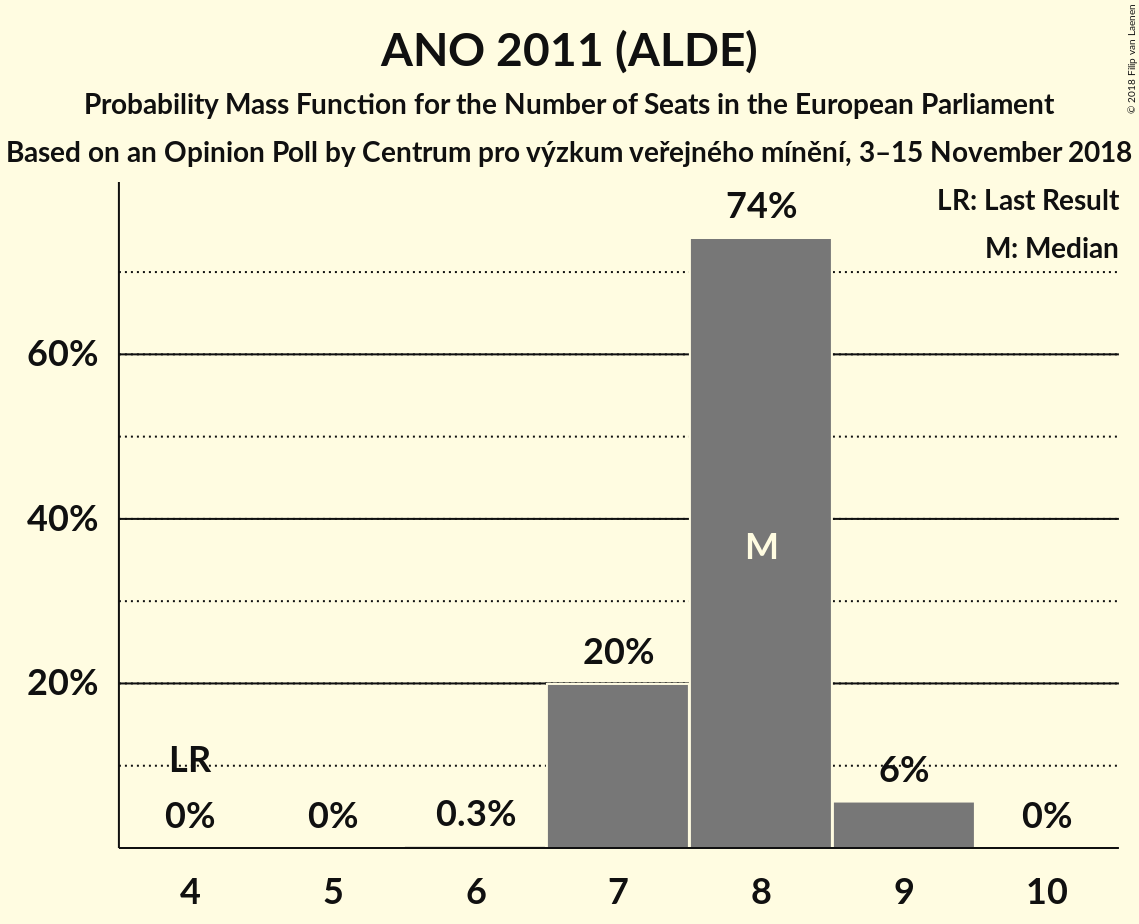 ANO 2011 (ALDE)
Probability Mass Function for the Number of Seats in the European Parliament
Based on an Opinion Poll by Centrum pro výzkum veřejného mínění, 3–15 November 2018
© 2018 Filip van Laenen
LR: Last Result
M: Median
74%
60%
40%
M
20%
20%
LR
0%
0%
0.3%
6%
0%
4
5
6
7
8
9
10